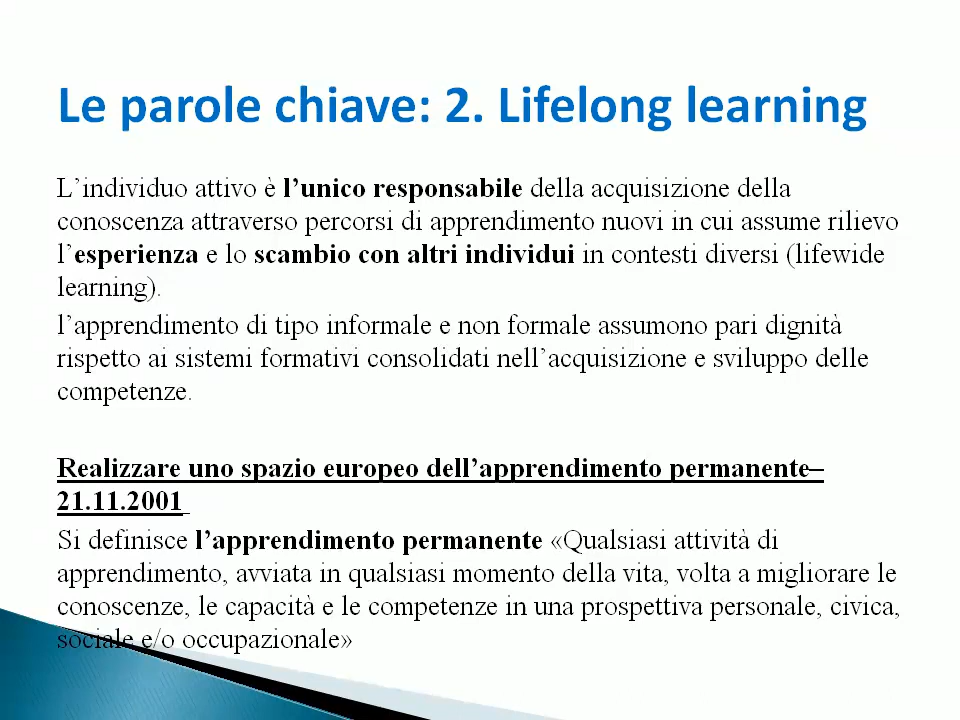 Le parole chiave: 2. Lifelong learning
L’individuo attivo è l’unico responsabile della acquisizione della
conoscenza attraverso percorsi di apprendimento nuovi in cui assume rilievo
l’esperienza e lo scambio con altri individui in contesti diversi (lifewide
learning).
l’apprendimento di tipo informale e non formale assumono pari dignità
rispetto ai sistemi formativi consolidati nell’acquisizione e sviluppo delle
competenze.
Realizzare uno spazio europeo dell’apprendimento permanente–
21.11.2001
Si definisce l’apprendimento permanente «Qualsiasi attività di
apprendimento, avviata in qualsiasi momento della vita, volta a migliorare le
conoscenze, le capacità e le competenze in una prospettiva personale, civica,
sociale e/o occupazionale»